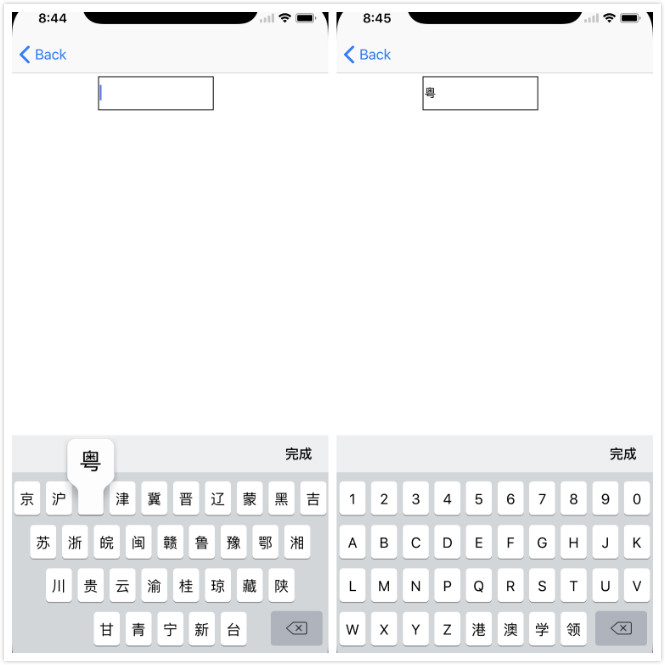 8:44
Back
粤
完成
京 沪 津 冀 晋 辽 蒙 黑 吉
苏 浙 皖 闽 赣 鲁 豫 鄂 湘
川 贵 云 渝 桂 琼 藏 陕
甘 青 宁 新 台
8:45
Back
粤
完成
1 2 3 4 5 6 7 8 9 0
A B C D E F G H J K
L M N P Q R S T U V
W X Y Z 港 澳 学 领